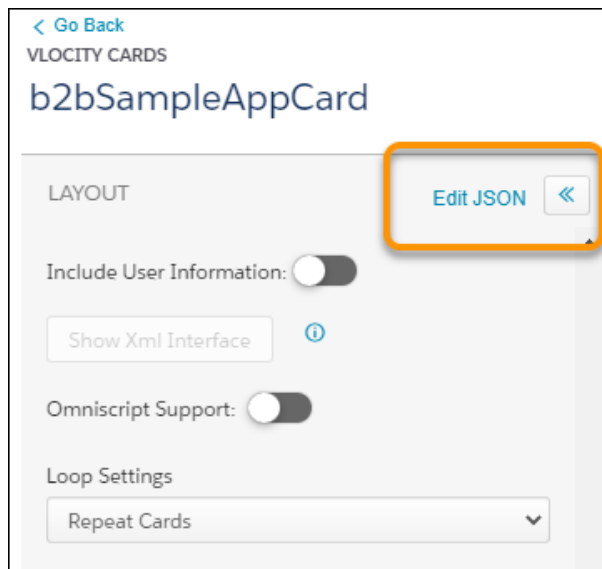 Go Back
VLOCITY CARDS
b2bSampleAppCard
LAYOUT
Edit JSON
Include User Information:
Show Xml Interface
Omniscript Support:
Loop Settings
Repeat Cards